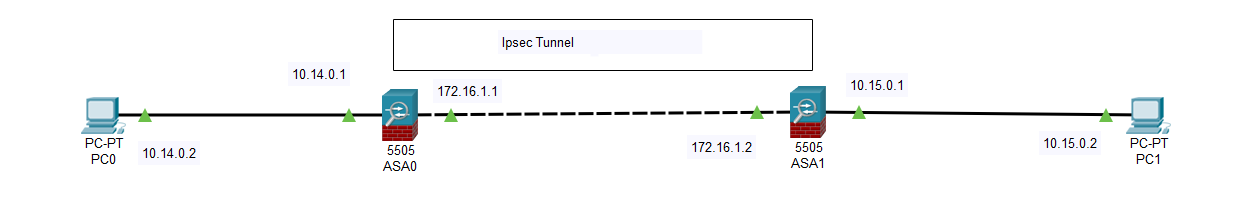 Ipsec Tunnel
10.14.0.1
172.16.1.1
10.15.0.1
PC-PT
PC0
10.14.0.2
5505
ASA0
172.16.1.2
5505
ASA1
10.15.0.2
PC-PT
PC1